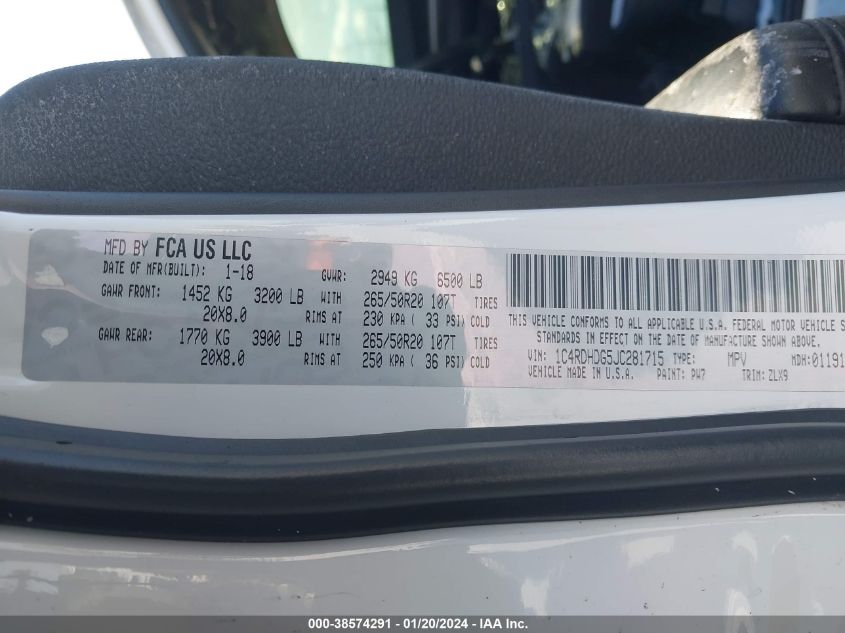 MFD BY FCA US LLC
DATE OF MFR(BUILT): 1-18 GVWR: 2949 KG 6500 LB
GAWR FRONT: 1452 KG 3200 LB WITH 265/50R20 107T TIRES
20X8.0 RIMS AT 230 KPA ( 33 PSI) COLD
GAWR REAR: 1770 KG 3900 LB WITH 265/50R20 107T TIRES
20X8.0 RIMS AT 250 KPA ( 36 PSI) COLD
THIS VEHICLE CONFORMS TO ALL APPLICABLE U.S.A. FEDERAL MOTOR VEHICLE S
STANDARDS IN EFFECT ON THE DATE OF MANUFACTURE SHOWN ABOVE.
VIN: 1C4RDHDG5JC281715 TYPE: MPV MDH:01191
VEHICLE MADE IN U.S.A. PAINT: PW7 TRIM: ZLX9
000-38574291 - 01/20/2024 - IAA Inc.